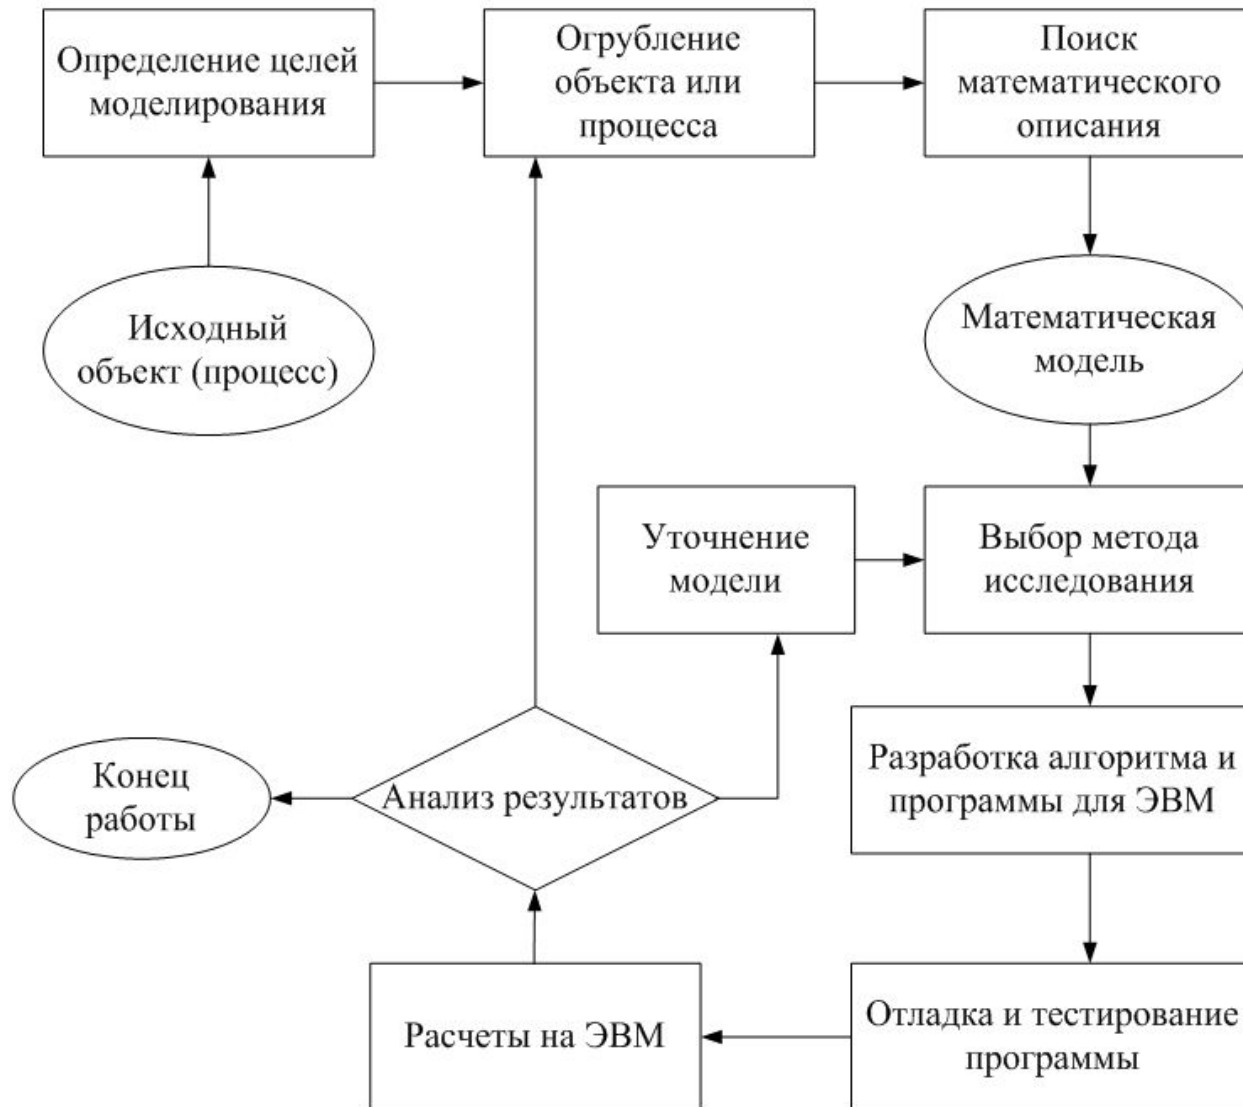 Определение целей
моделирования
Огрубление
объекта или
процесса
Поиск
математического
описания
Исходный
объект (процесс)
Математическая
модель
Уточнение
модели
Выбор метода
исследования
Конец
работы
Анализ результатов
Разработка алгоритма и
программы для ЭВМ
Расчеты на ЭВМ
Отладка и тестирование
программы